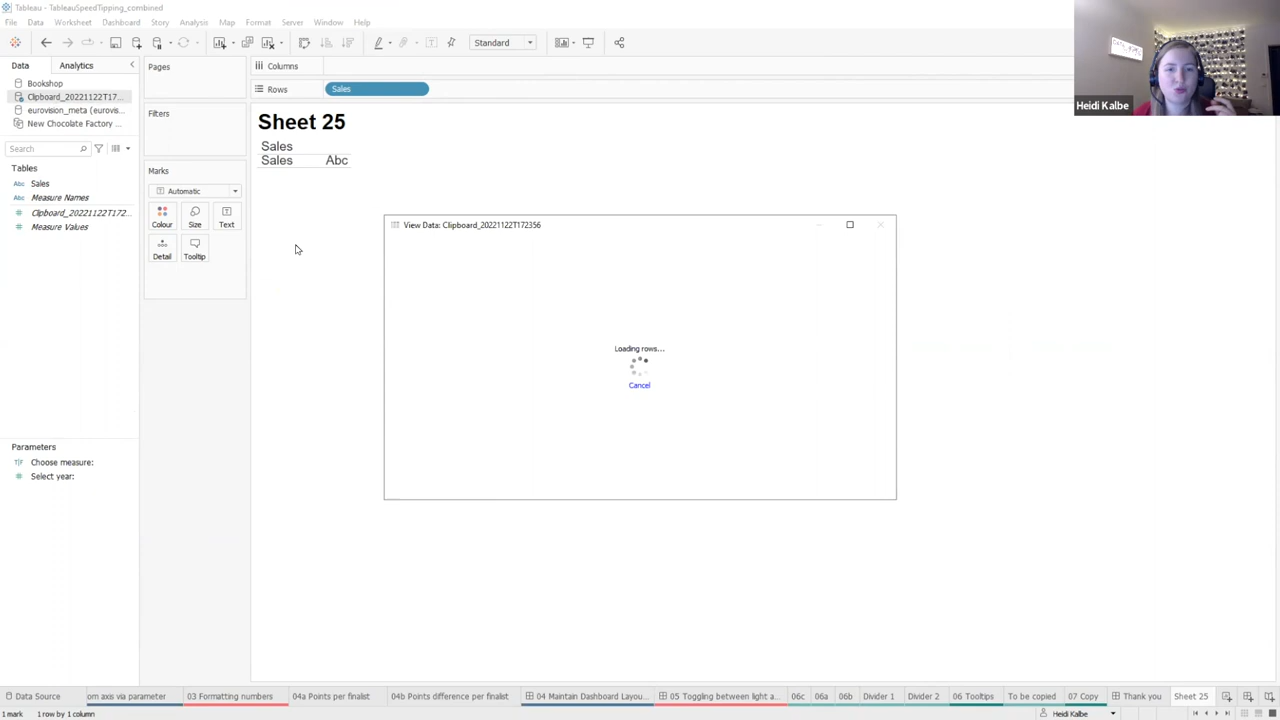 Tableau - TableauSpeedTipping_combined
File Data Worksheet Dashboard Story Analysis Map Format Server Window Help
Standard
Data Analytics
Pages
Columns
Rows Sales
Bookshop
Clipboard_20221122T17...
eurovision_meta (eurovis...
New Chocolate Factory ...
Search
Filters
Tables
Abc Sales
Abc Measure Names
# Clipboard_20221122T172...
# Measure Values
Marks
Automatic
Colour Size Text
Detail Tooltip
Sheet 25
Sales
Sales Abc
Heidi Kalbe
View Data: Clipboard_20221122T172356
Loading rows...
Cancel
Parameters
Choose measure:
# Select year:
Data Source om axis via parameter 03 Formatting numbers 04a Points per finalist 04b Points difference per finalist 04 Maintain Dashboard Layou... 05 Toggling between light a... 06c 06a 06b Divider 1 Divider 2 06 Tooltips To be copied 07 Copy Thank you Sheet 25
1 mark 1 row by 1 column Heidi Kalbe